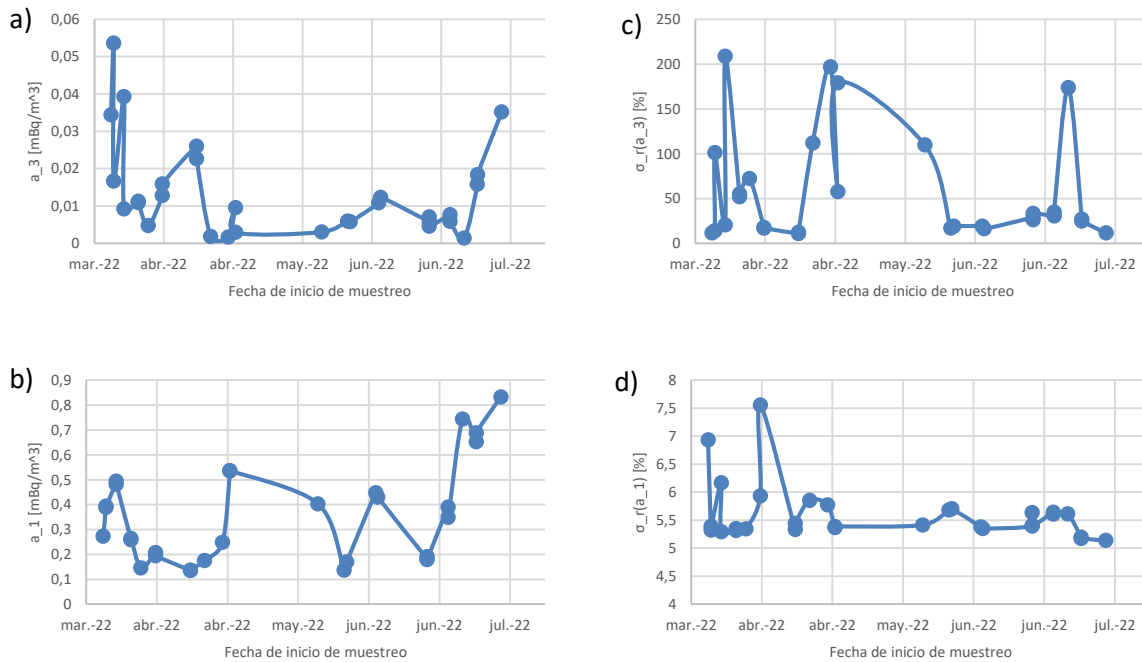 a)
a_3 [mBq/m^3]
0,06
0,05
0,04
0,03
0,02
0,01
0
mar.-22 abr.-22 abr.-22 may.-22 jun.-22 jun.-22 jul.-22
Fecha de inicio de muestreo
c)
σ_r(a_3) [%]
250
200
150
100
50
0
mar.-22 abr.-22 abr.-22 may.-22 jun.-22 jun.-22 jul.-22
Fecha de inicio de muestreo
b)
a_1 [mBq/m^3]
0,9
0,8
0,7
0,6
0,5
0,4
0,3
0,2
0,1
0
mar.-22 abr.-22 abr.-22 may.-22 jun.-22 jun.-22 jul.-22
Fecha de inicio de muestreo
d)
σ_r(a_1) [%]
8
7,5
7
6,5
6
5,5
5
4,5
4
mar.-22 abr.-22 abr.-22 may.-22 jun.-22 jun.-22 jul.-22
Fecha de inicio de muestreo